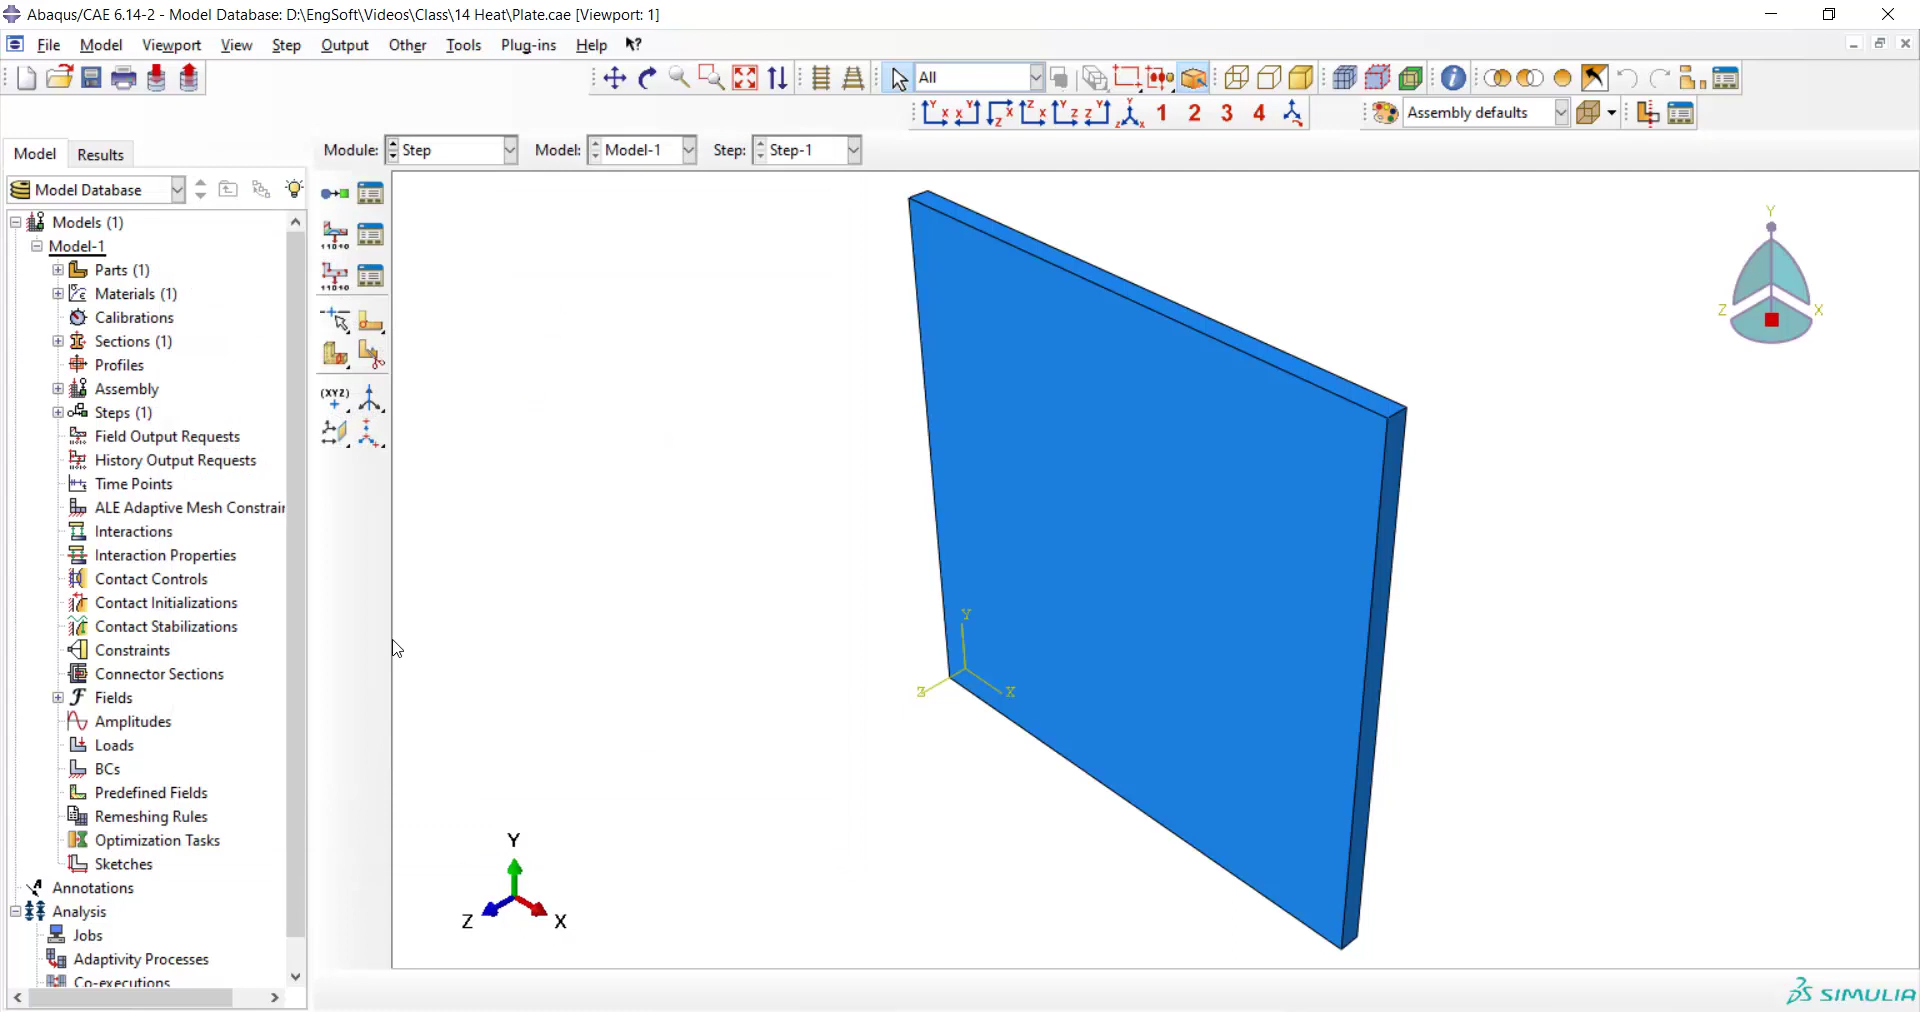 Abaqus/CAE 6.14-2 - Model Database: D:\EngSoft\Videos\Class\14 Heat\Plate.cae [Viewport: 1]
File Model Viewport View Step Output Other Tools Plug-ins Help ?
All
1 2 3 4
Assembly defaults
Model Results
Module: Step Model: Model-1 Step: Step-1
Model Database
Models (1)
Model-1
Parts (1)
Materials (1)
Calibrations
Sections (1)
Profiles
Assembly
Steps (1)
Field Output Requests
History Output Requests
Time Points
ALE Adaptive Mesh Constrair
Interactions
Interaction Properties
Contact Controls
Contact Initializations
Contact Stabilizations
Constraints
Connector Sections
Fields
Amplitudes
Loads
BCs
Predefined Fields
Remeshing Rules
Optimization Tasks
Sketches
Annotations
Analysis
Jobs
Adaptivity Processes
Co-executions
11010
11010
(XYZ)
Y
Z X
Y
Z X
Y
Z X
SIMULIA